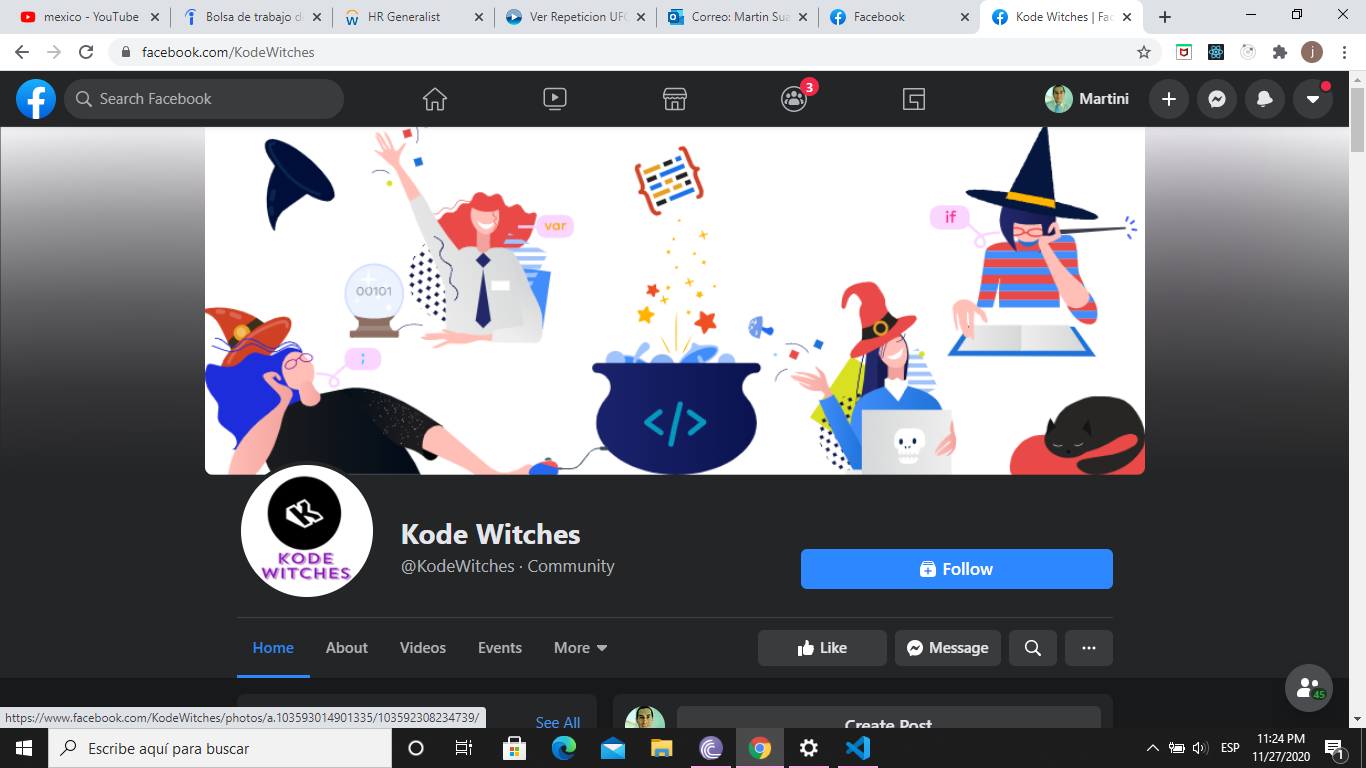 mexico - YouTube
Bolsa de trabajo d
HR Generalist
Ver Repeticion UFC
Correo: Martin Sua
Facebook
Kode Witches | Fac
facebook.com/KodeWitches
j
Search Facebook
3
Martini
var
if
00101
;
</>
KODE
WITCHES
Kode Witches
@KodeWitches · Community
Follow
Home
About
Videos
Events
More
Like
Message
45
https://www.facebook.com/KodeWitches/photos/a.103593014901335/103592308234739/
See All
Create Post
Escribe aquí para buscar
ESP
11:24 PM
11/27/2020
1